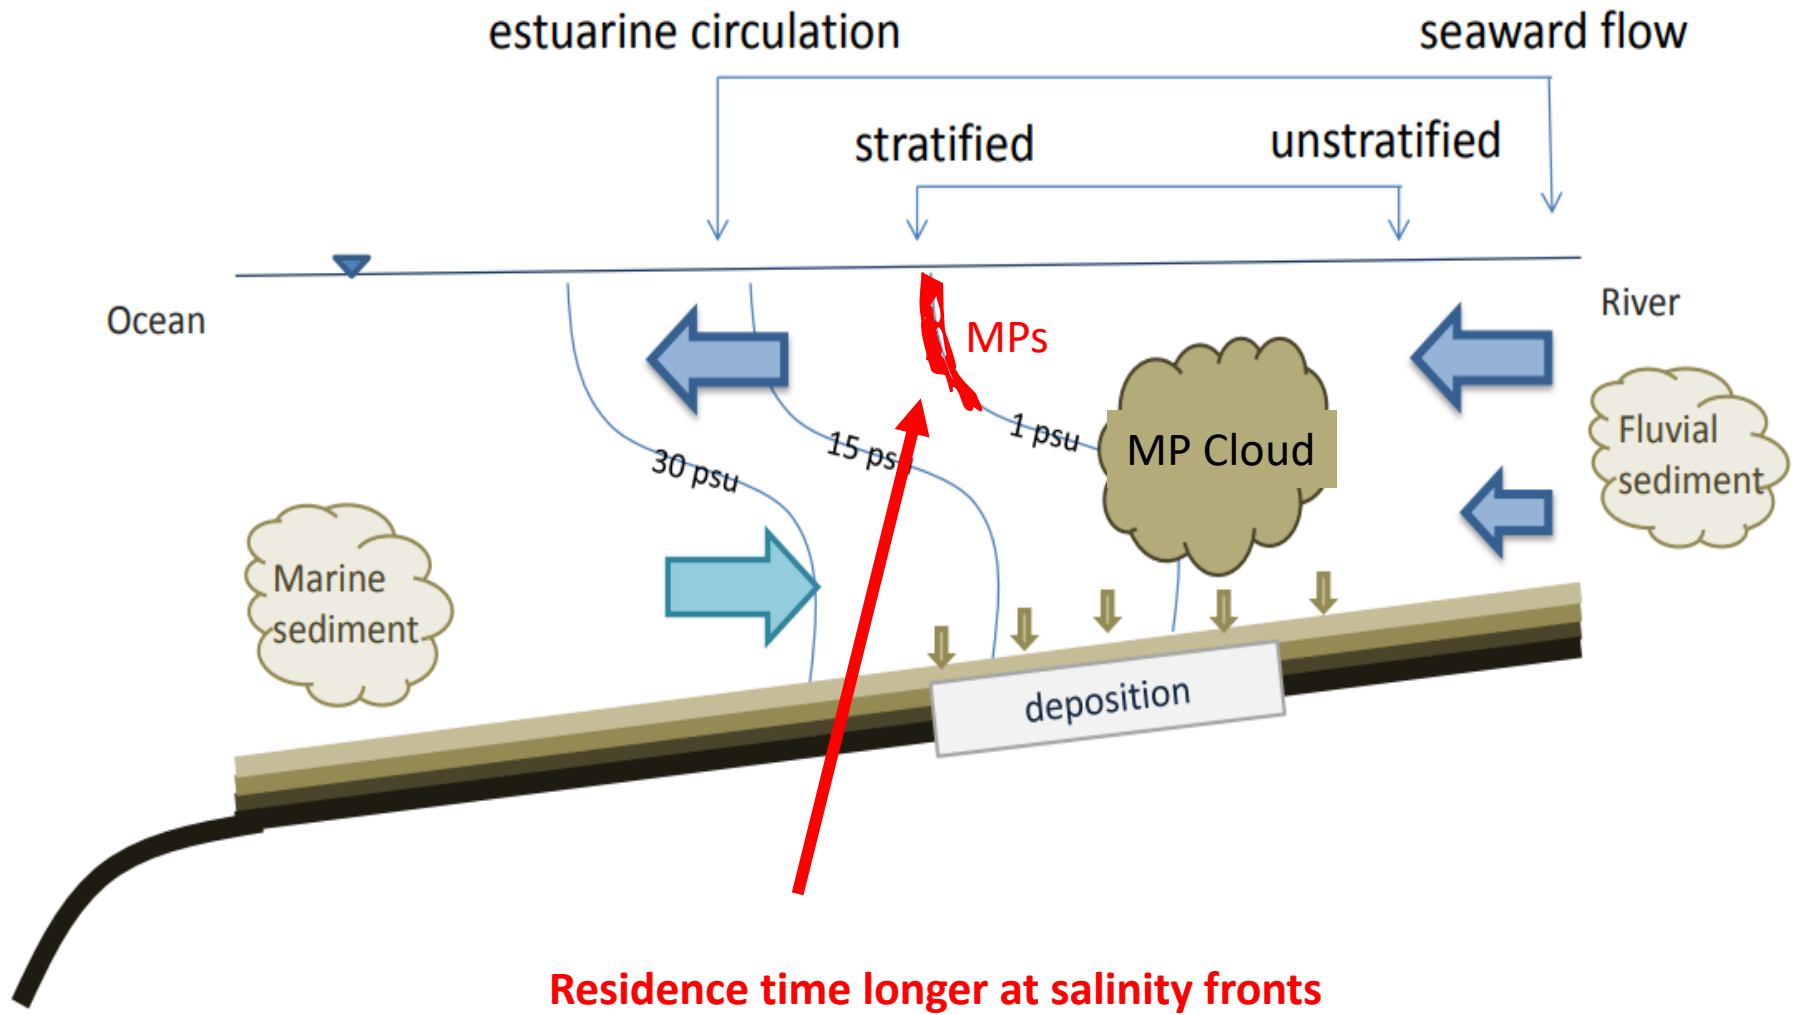 estuarine circulation
seaward flow
stratified
unstratified
Ocean
River
MPs
1 psu
15 ps
30 psu
MP Cloud
Fluvial
sediment
Marine
sediment
deposition
Residence time longer at salinity fronts